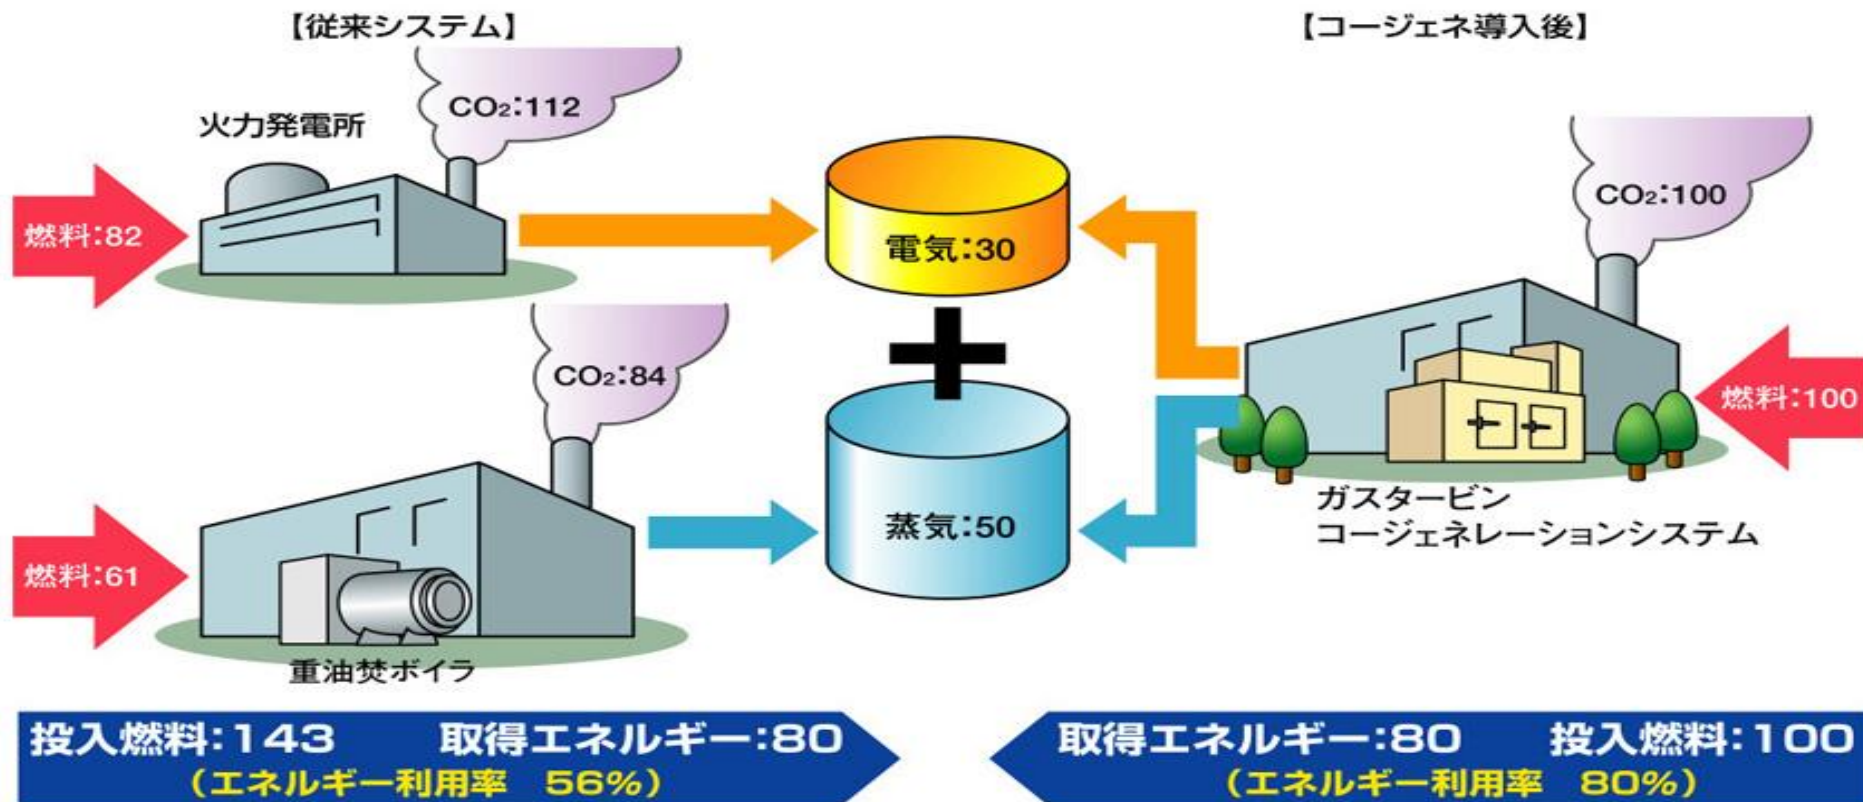 【従来システム】
【コージェネ導入後】
CO₂:112
火力発電所
燃料:82
電気:30
CO₂:100
CO₂:84
燃料:100
燃料:61
蒸気:50
ガスタービン
コージェネレーションシステム
重油焚ボイラ
投入燃料:143 取得エネルギー:80
(エネルギー利用率 56%)
取得エネルギー:80 投入燃料:100
(エネルギー利用率 80%)